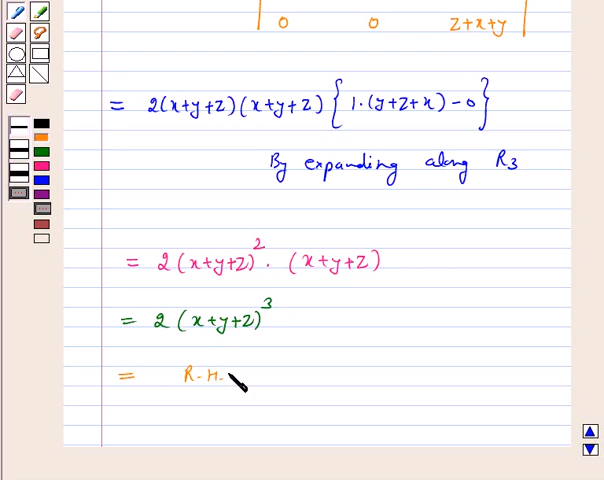 0 0 z+x+y
= 2(x+y+z)(x+y+z) { 1.(y+z+x) - 0 }
By expanding along R3
= 2(x+y+z)² . (x+y+z)
= 2(x+y+z)³
= R-H-